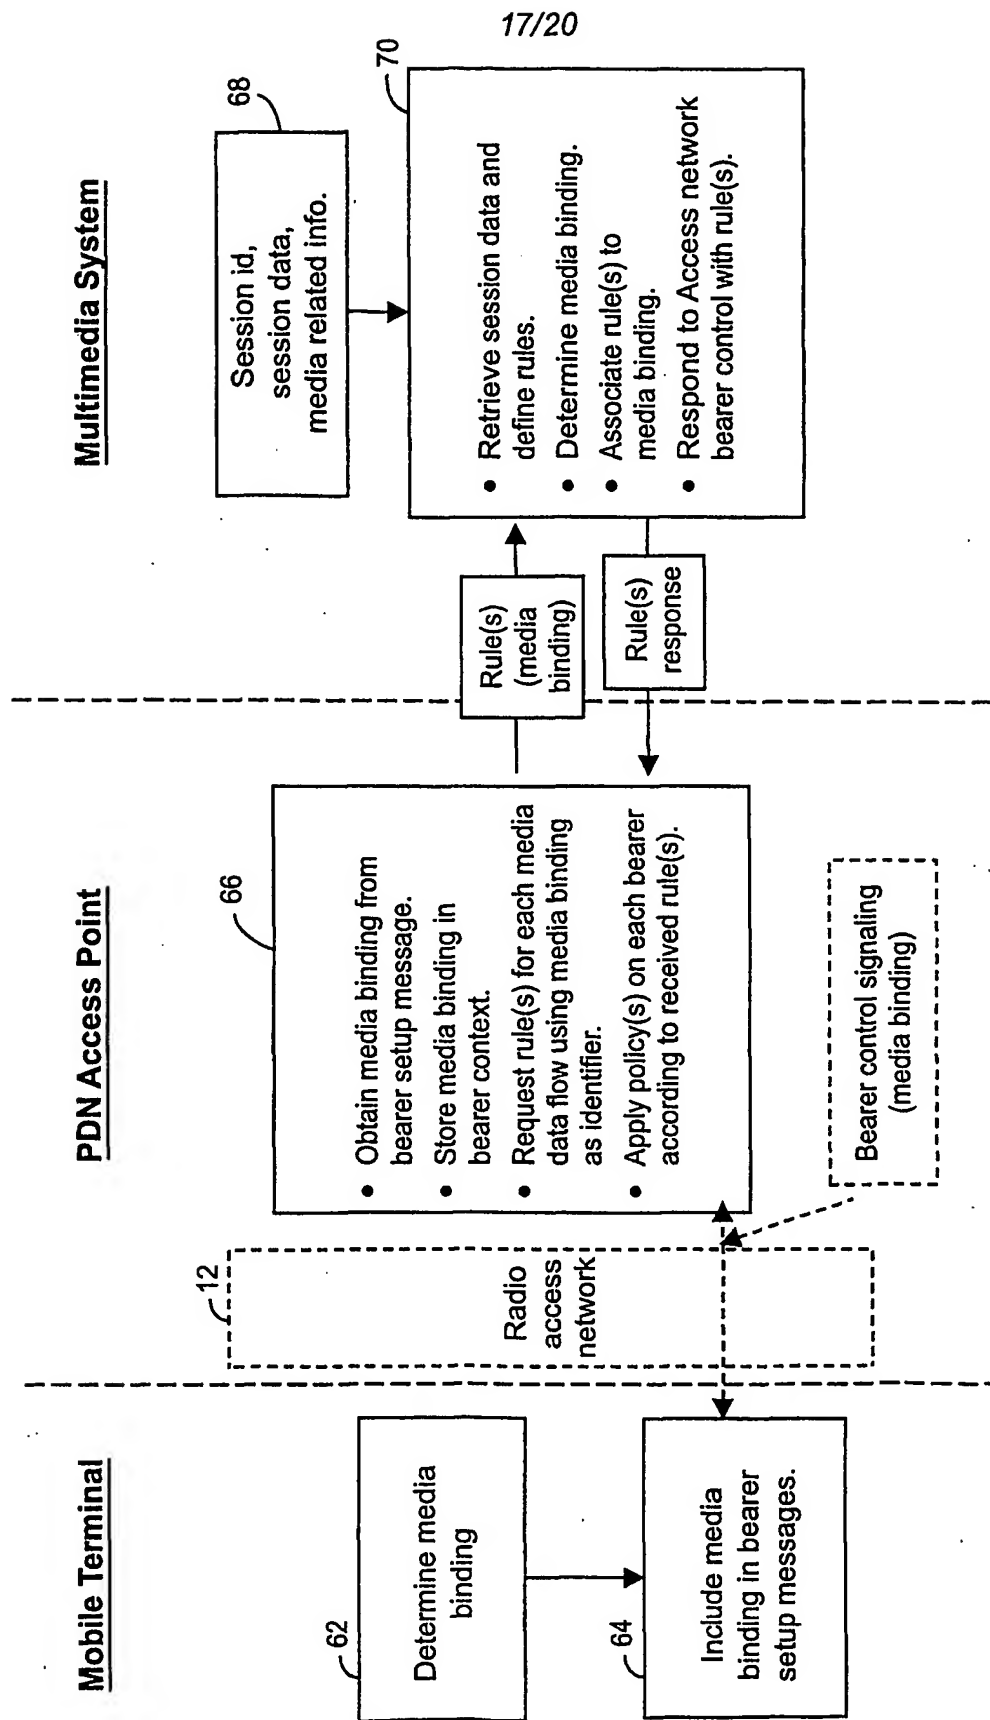 17/20
Mobile Terminal
PDN Access Point
Multimedia System
62
Determine media
binding
64
Include media
binding in bearer
setup messages.
12
Radio
access
network
66
• Obtain media binding from
bearer setup message.
• Store media binding in
bearer context.
• Request rule(s) for each media
data flow using media binding
as identifier.
• Apply policy(s) on each bearer
according to received rule(s).
Bearer control signaling
(media binding)
Rule(s)
(media
binding)
Rule(s)
response
68
Session id,
session data,
media related info.
70
• Retrieve session data and
define rules.
• Determine media binding.
• Associate rule(s) to
media binding.
• Respond to Access network
bearer control with rule(s).